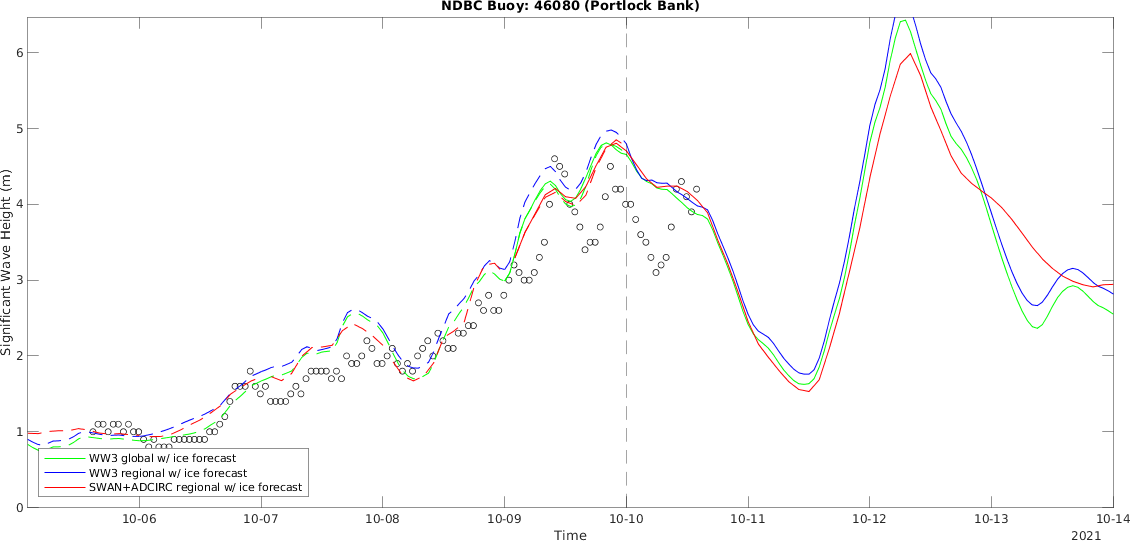 NDBC Buoy: 46080 (Portlock Bank)
Significant Wave Height (m)
6
5
4
3
2
1
0
WW3 global w/ ice forecast
WW3 regional w/ ice forecast
SWAN+ADCIRC regional w/ ice forecast
10-06 10-07 10-08 10-09 10-10 10-11 10-12 10-13 10-14
Time
2021